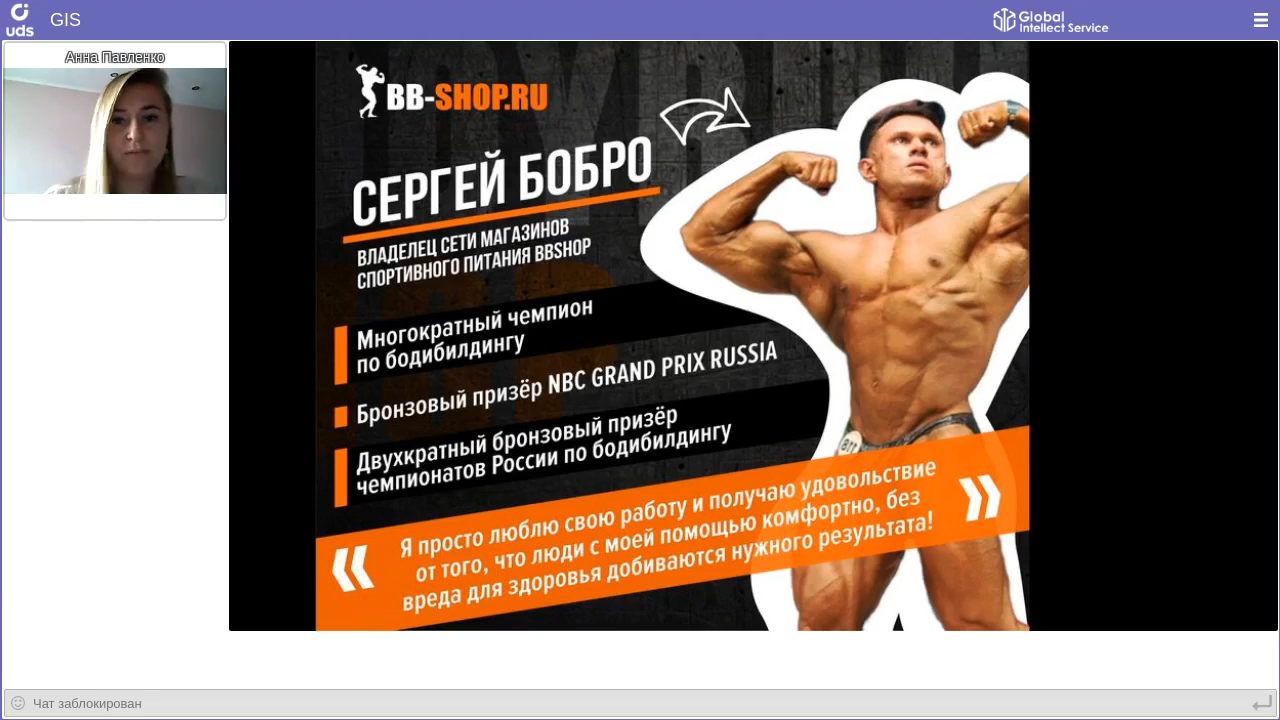 uds
GIS
Global
Intellect Service
Анна Павленко
BB-SHOP.RU
СЕРГЕЙ БОБРО
ВЛАДЕЛЕЦ СЕТИ МАГАЗИНОВ
СПОРТИВНОГО ПИТАНИЯ BBSHOP
Многократный чемпион
по бодибилдингу
Бронзовый призёр NBC GRAND PRIX RUSSIA
Двухкратный бронзовый призёр
чемпионатов России по бодибилдингу
« Я просто люблю свою работу и получаю удовольствие »
от того, что люди с моей помощью комфортно, без
вреда для здоровья добиваются нужного результата!
Чат заблокирован